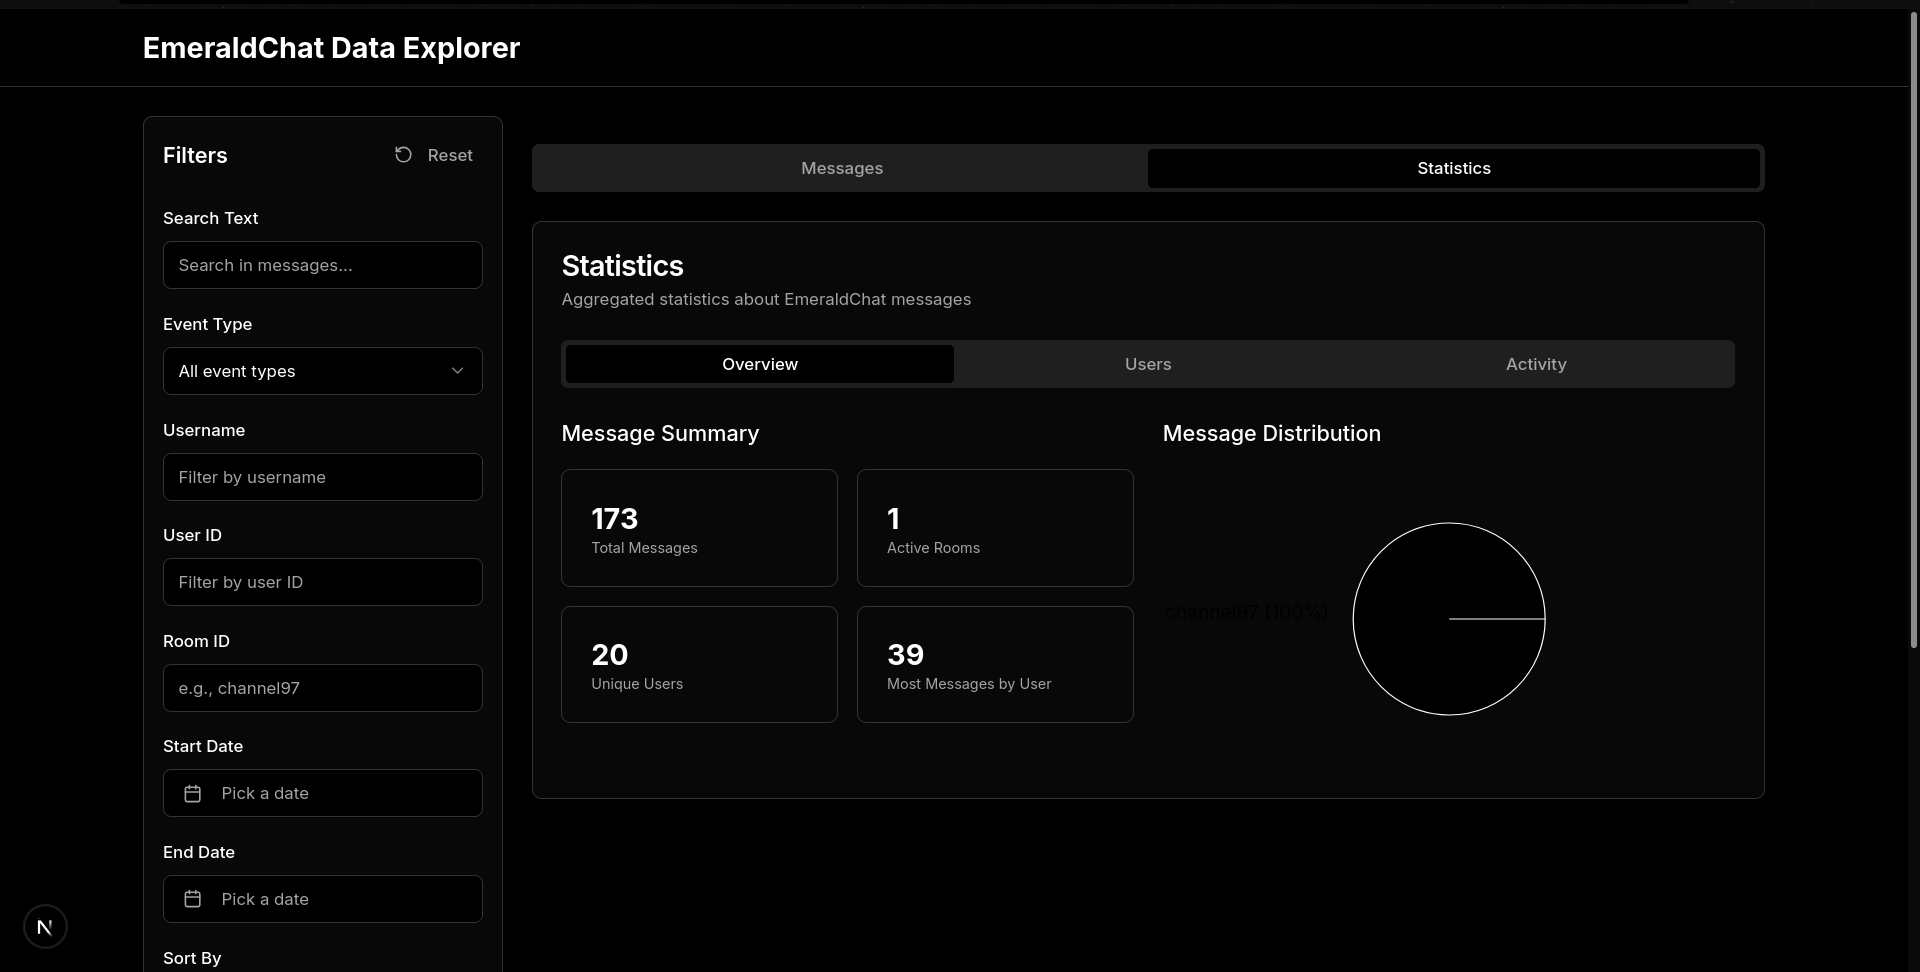 EmeraldChat Data Explorer
Filters
Reset
Search Text
Search in messages...
Event Type
All event types
Username
Filter by username
User ID
Filter by user ID
Room ID
e.g., channel97
Start Date
Pick a date
End Date
Pick a date
Sort By
Messages
Statistics
Statistics
Aggregated statistics about EmeraldChat messages
Overview
Users
Activity
Message Summary
173
Total Messages
1
Active Rooms
20
Unique Users
39
Most Messages by User
Message Distribution
channel97 (100%)
N